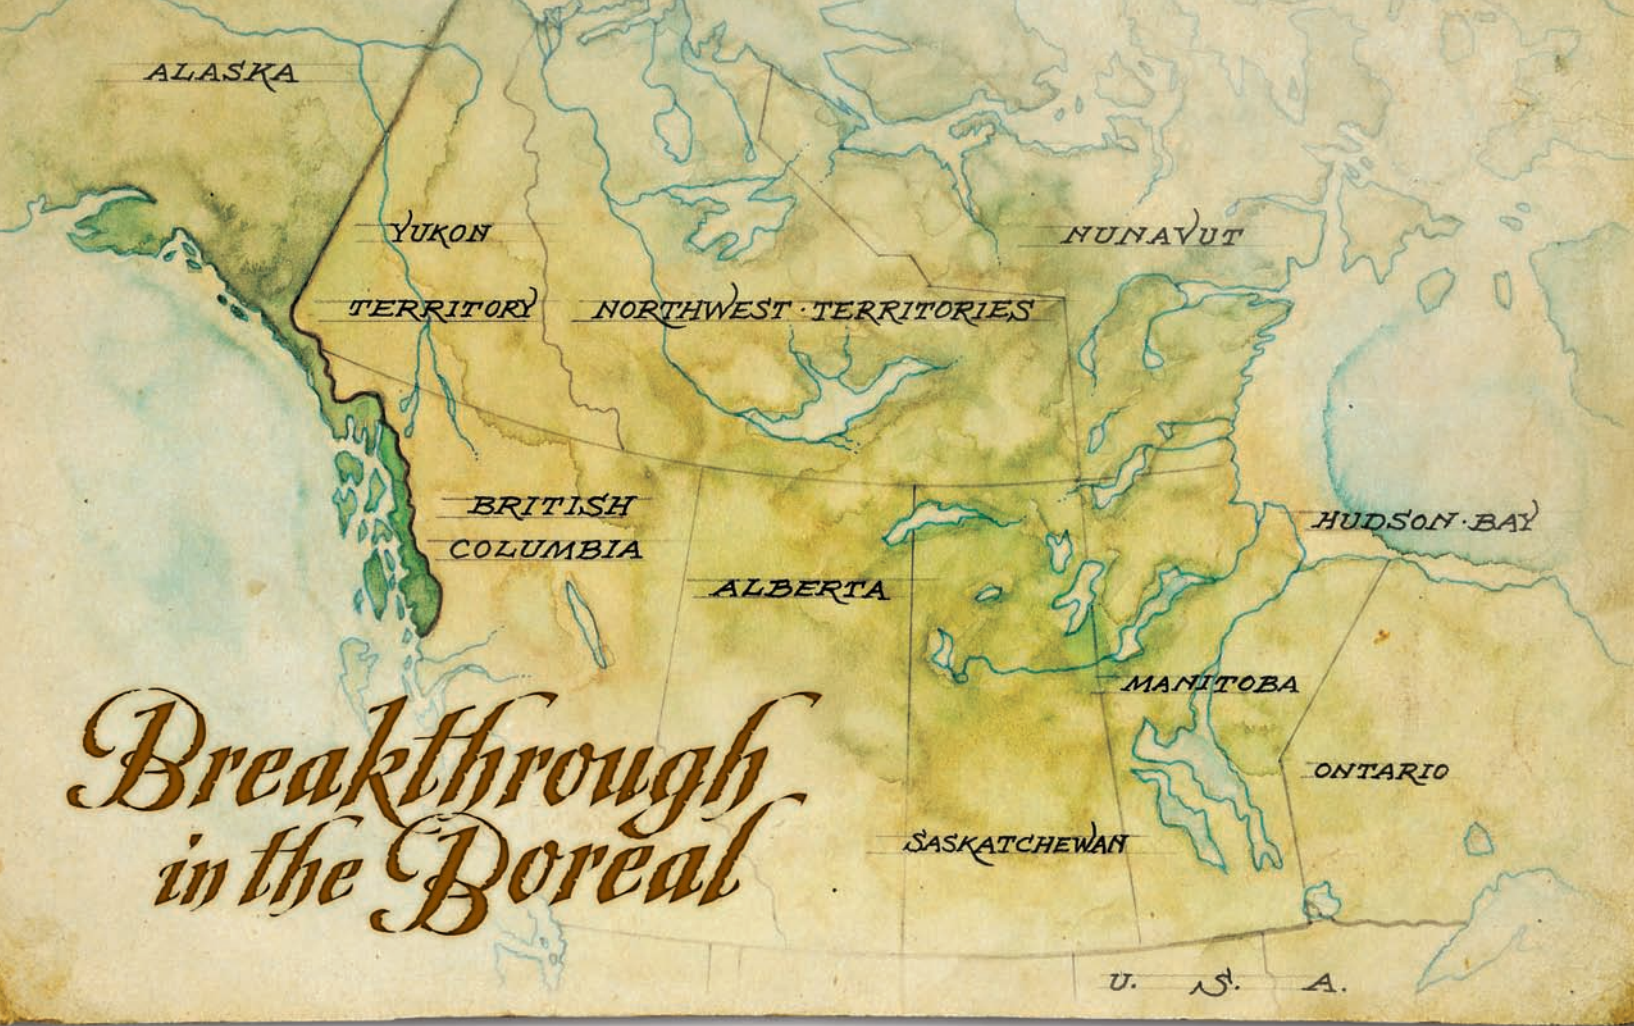 ALASKA
YUKON
TERRITORY
NORTHWEST · TERRITORIES
NUNAVUT
BRITISH
COLUMBIA
ALBERTA
HUDSON · BAY
MANITOBA
ONTARIO
SASKATCHEWAN
Breakthrough
in the Boreal
U. S. A.